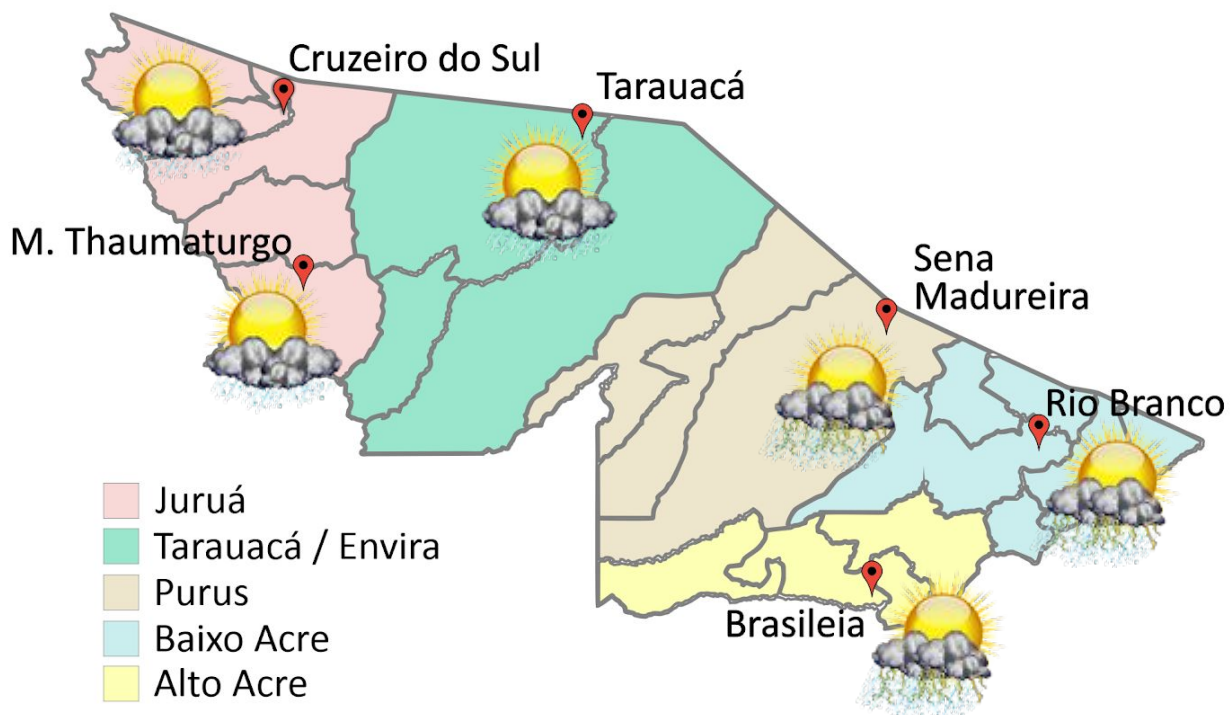 Cruzeiro do Sul
Tarauacá
M. Thaumaturgo
Sena
Madureira
Rio Branco
Brasileia
Juruá
Tarauacá / Envira
Purus
Baixo Acre
Alto Acre